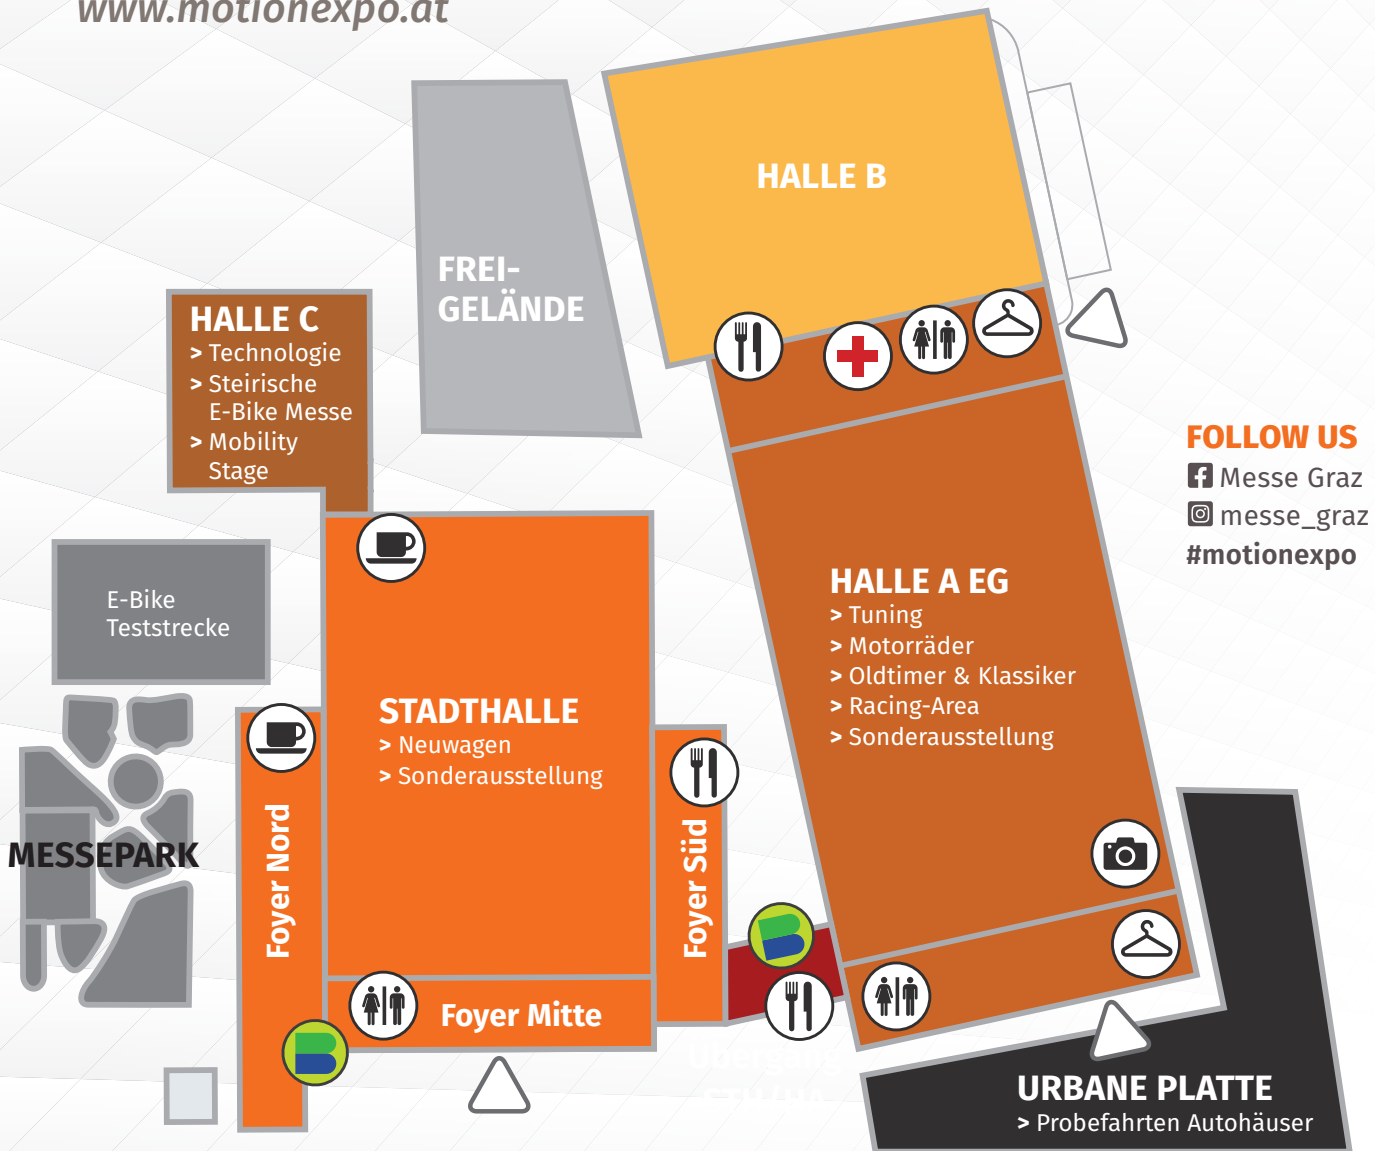 www.motionexpo.at
HALLE B
FREI-
GELÄNDE
HALLE C
> Technologie
> Steirische
E-Bike Messe
> Mobility
Stage
FOLLOW US
Messe Graz
messe_graz
#motionexpo
E-Bike
Teststrecke
HALLE A EG
> Tuning
> Motorräder
> Oldtimer & Klassiker
> Racing-Area
> Sonderausstellung
STADTHALLE
> Neuwagen
> Sonderausstellung
MESSEPARK
Foyer Nord
Foyer Süd
Foyer Mitte
URBANE PLATTE
> Probefahrten Autohäuser